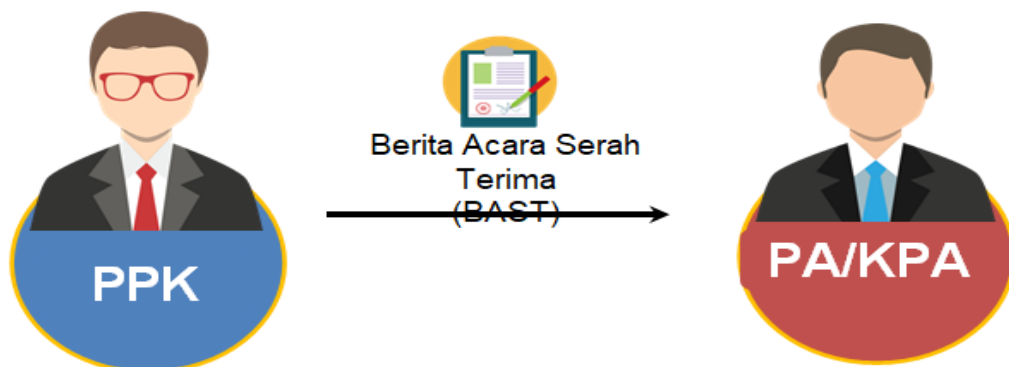 Berita Acara Serah
Terima
(BAST)
PPK
PA/KPA